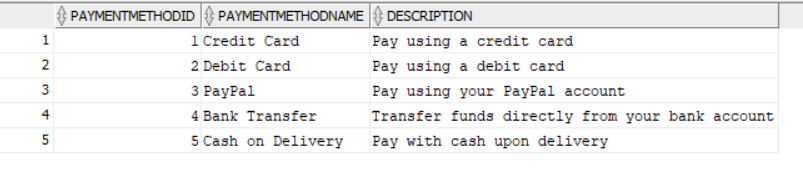 PAYMENTMETHODID PAYMENTMETHODNAME DESCRIPTION
1 1 Credit Card Pay using a credit card
2 2 Debit Card Pay using a debit card
3 3 PayPal Pay using your PayPal account
4 4 Bank Transfer Transfer funds directly from your bank account
5 5 Cash on Delivery Pay with cash upon delivery